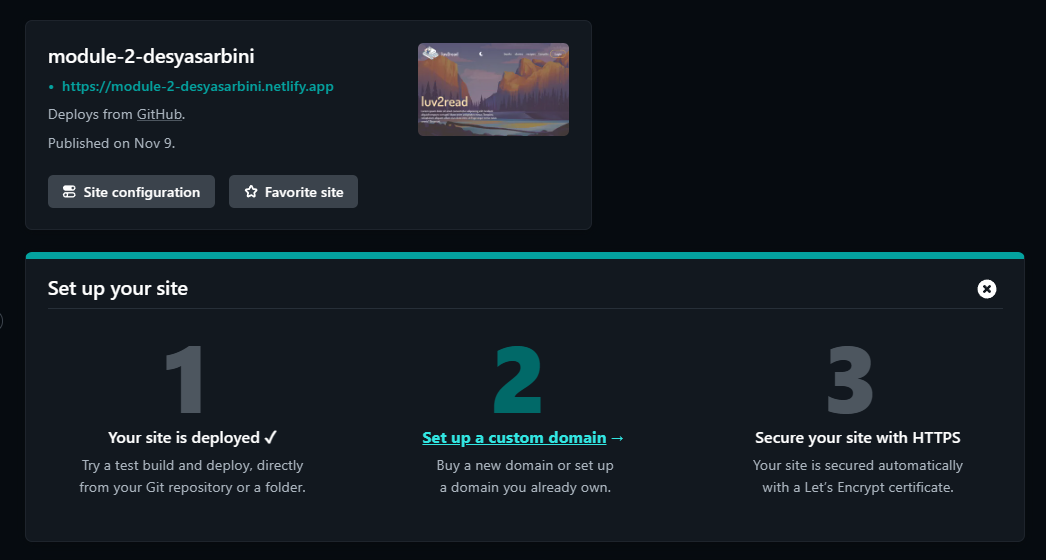 module-2-desyasarbini
• https://module-2-desyasarbini.netlify.app
Deploys from GitHub.
Published on Nov 9.
Site configuration
Favorite site
luv2read
Set up your site
1
Your site is deployed ✓
Try a test build and deploy, directly
from your Git repository or a folder.
2
Set up a custom domain →
Buy a new domain or set up
a domain you already own.
3
Secure your site with HTTPS
Your site is secured automatically
with a Let's Encrypt certificate.